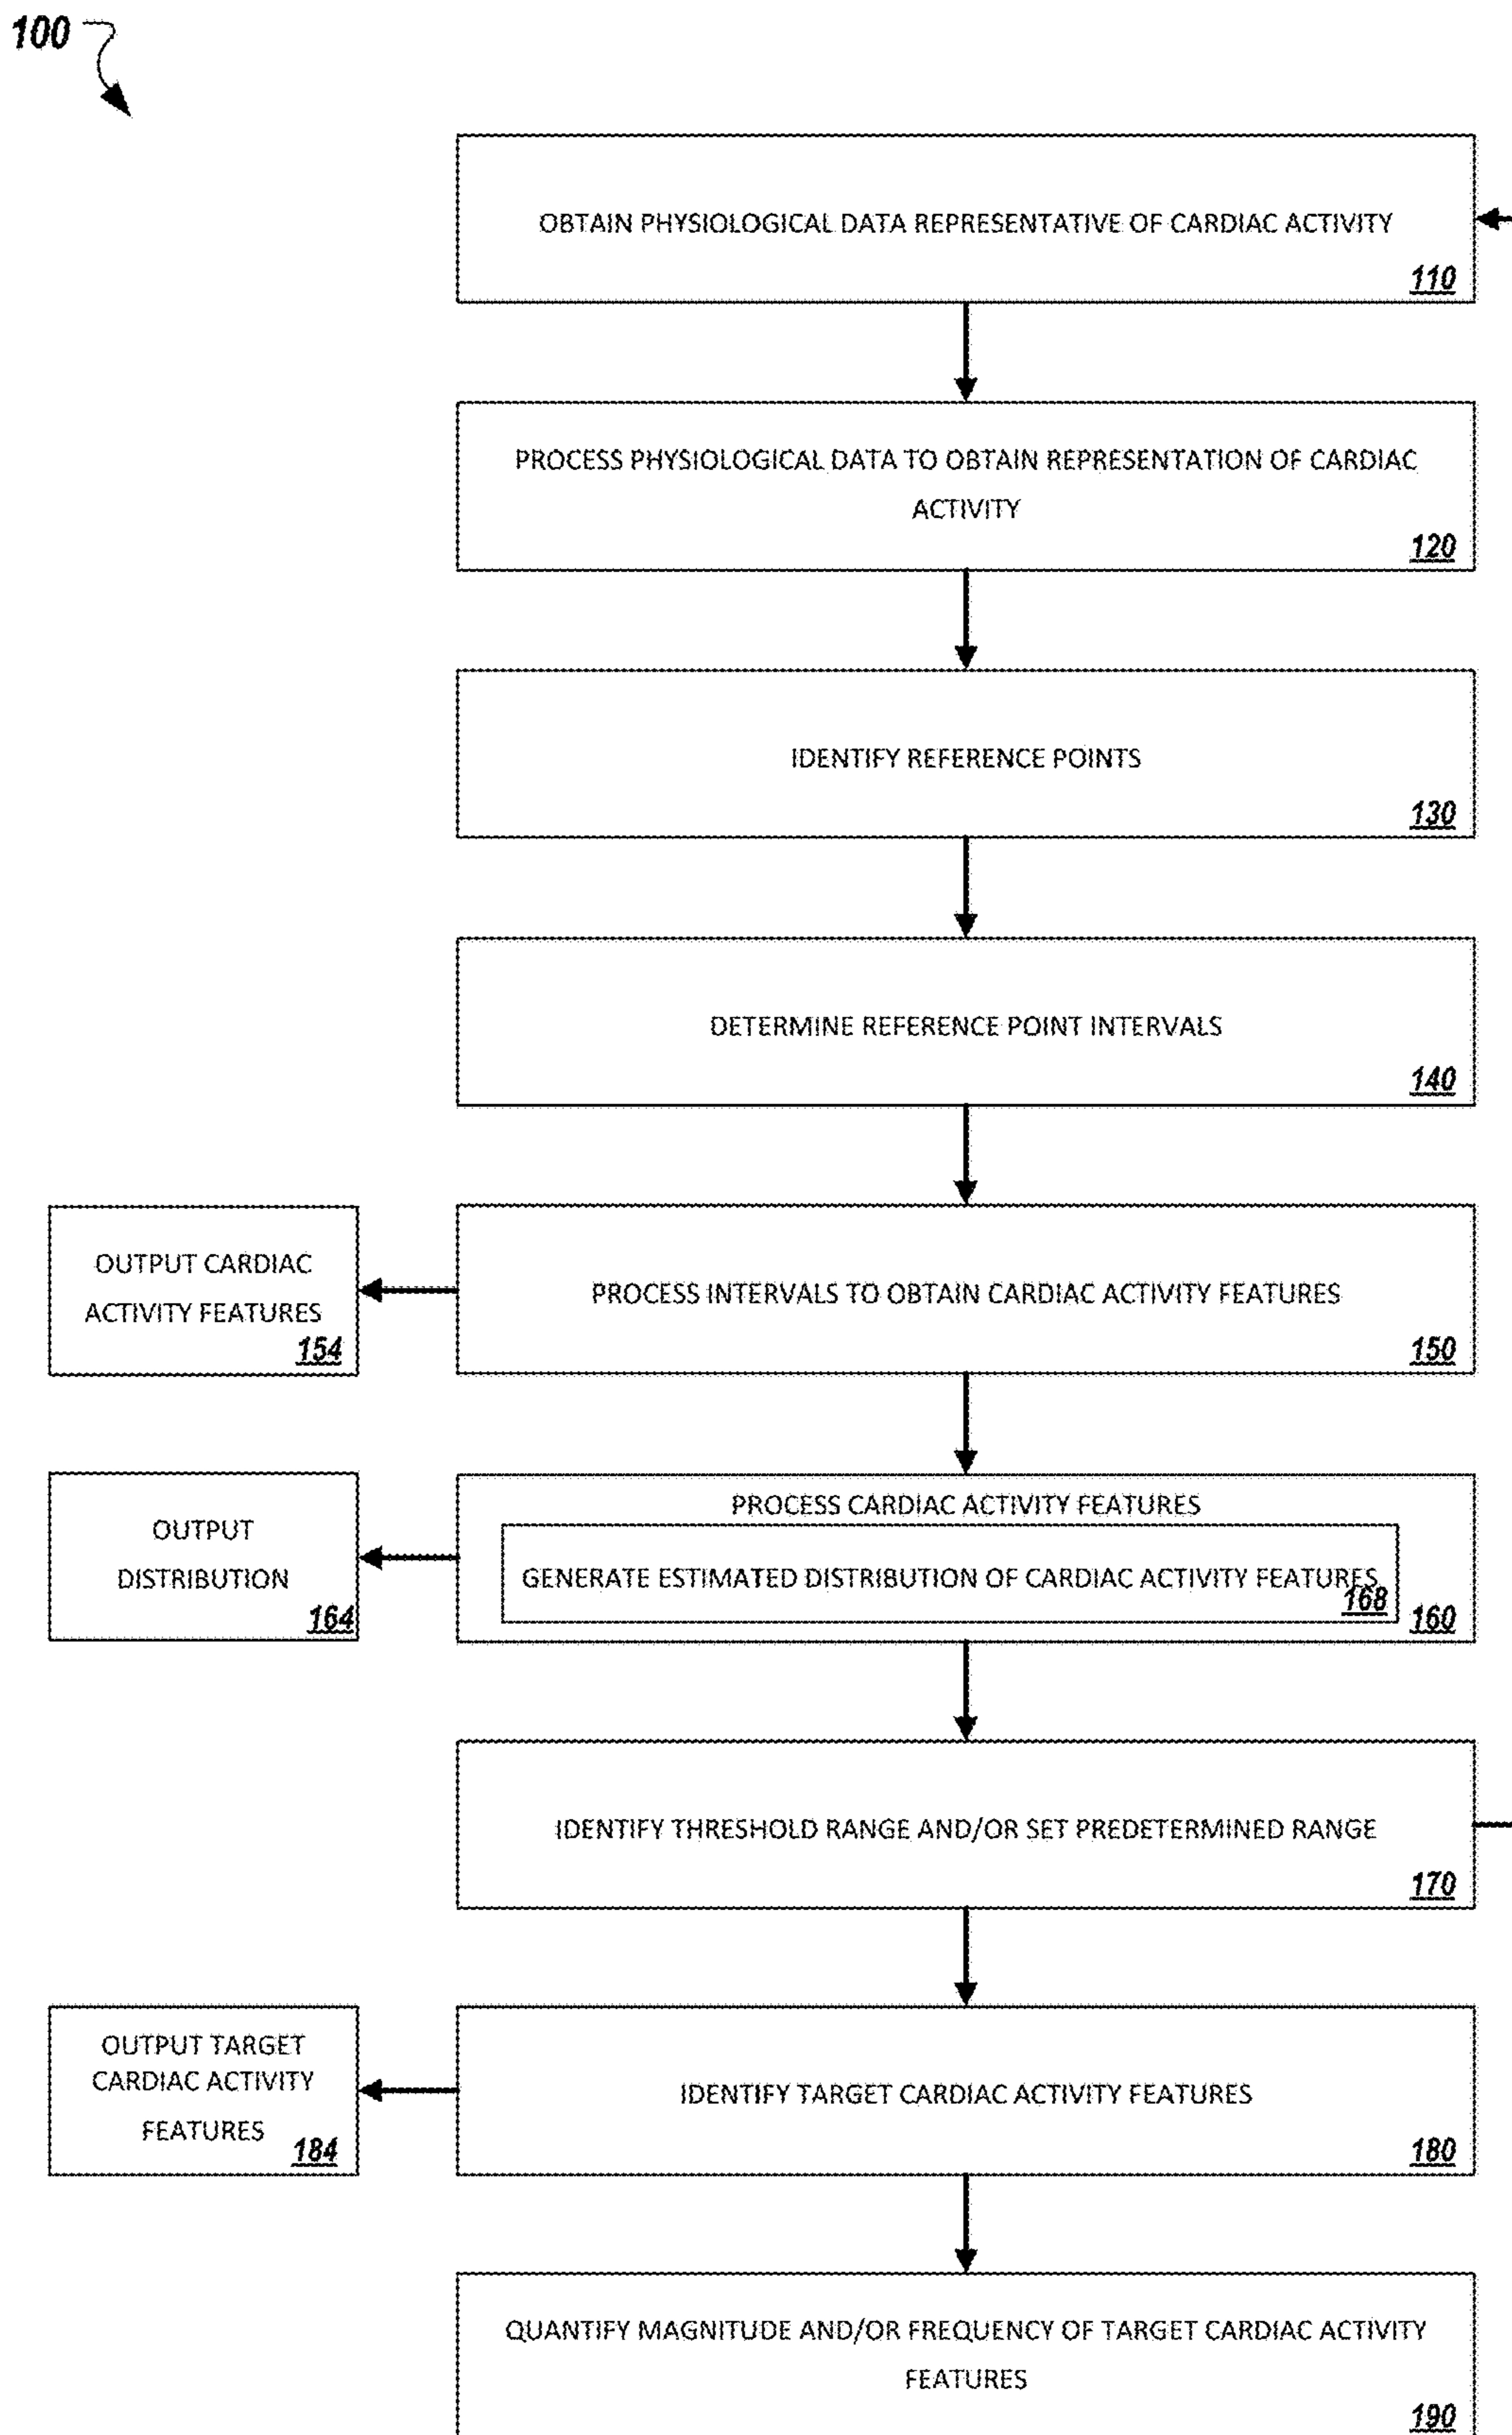 100
OBTAIN PHYSIOLOGICAL DATA REPRESENTATIVE OF CARDIAC ACTIVITY
110
PROCESS PHYSIOLOGICAL DATA TO OBTAIN REPRESENTATION OF CARDIAC
ACTIVITY
120
IDENTIFY REFERENCE POINTS
130
DETERMINE REFERENCE POINT INTERVALS
140
OUTPUT CARDIAC
ACTIVITY FEATURES
154
PROCESS INTERVALS TO OBTAIN CARDIAC ACTIVITY FEATURES
150
OUTPUT
DISTRIBUTION
164
PROCESS CARDIAC ACTIVITY FEATURES
GENERATE ESTIMATED DISTRIBUTION OF CARDIAC ACTIVITY FEATURES
168
160
IDENTIFY THRESHOLD RANGE AND/OR SET PREDETERMINED RANGE
170
OUTPUT TARGET
CARDIAC ACTIVITY
FEATURES
184
IDENTIFY TARGET CARDIAC ACTIVITY FEATURES
180
QUANTIFY MAGNITUDE AND/OR FREQUENCY OF TARGET CARDIAC ACTIVITY
FEATURES
190